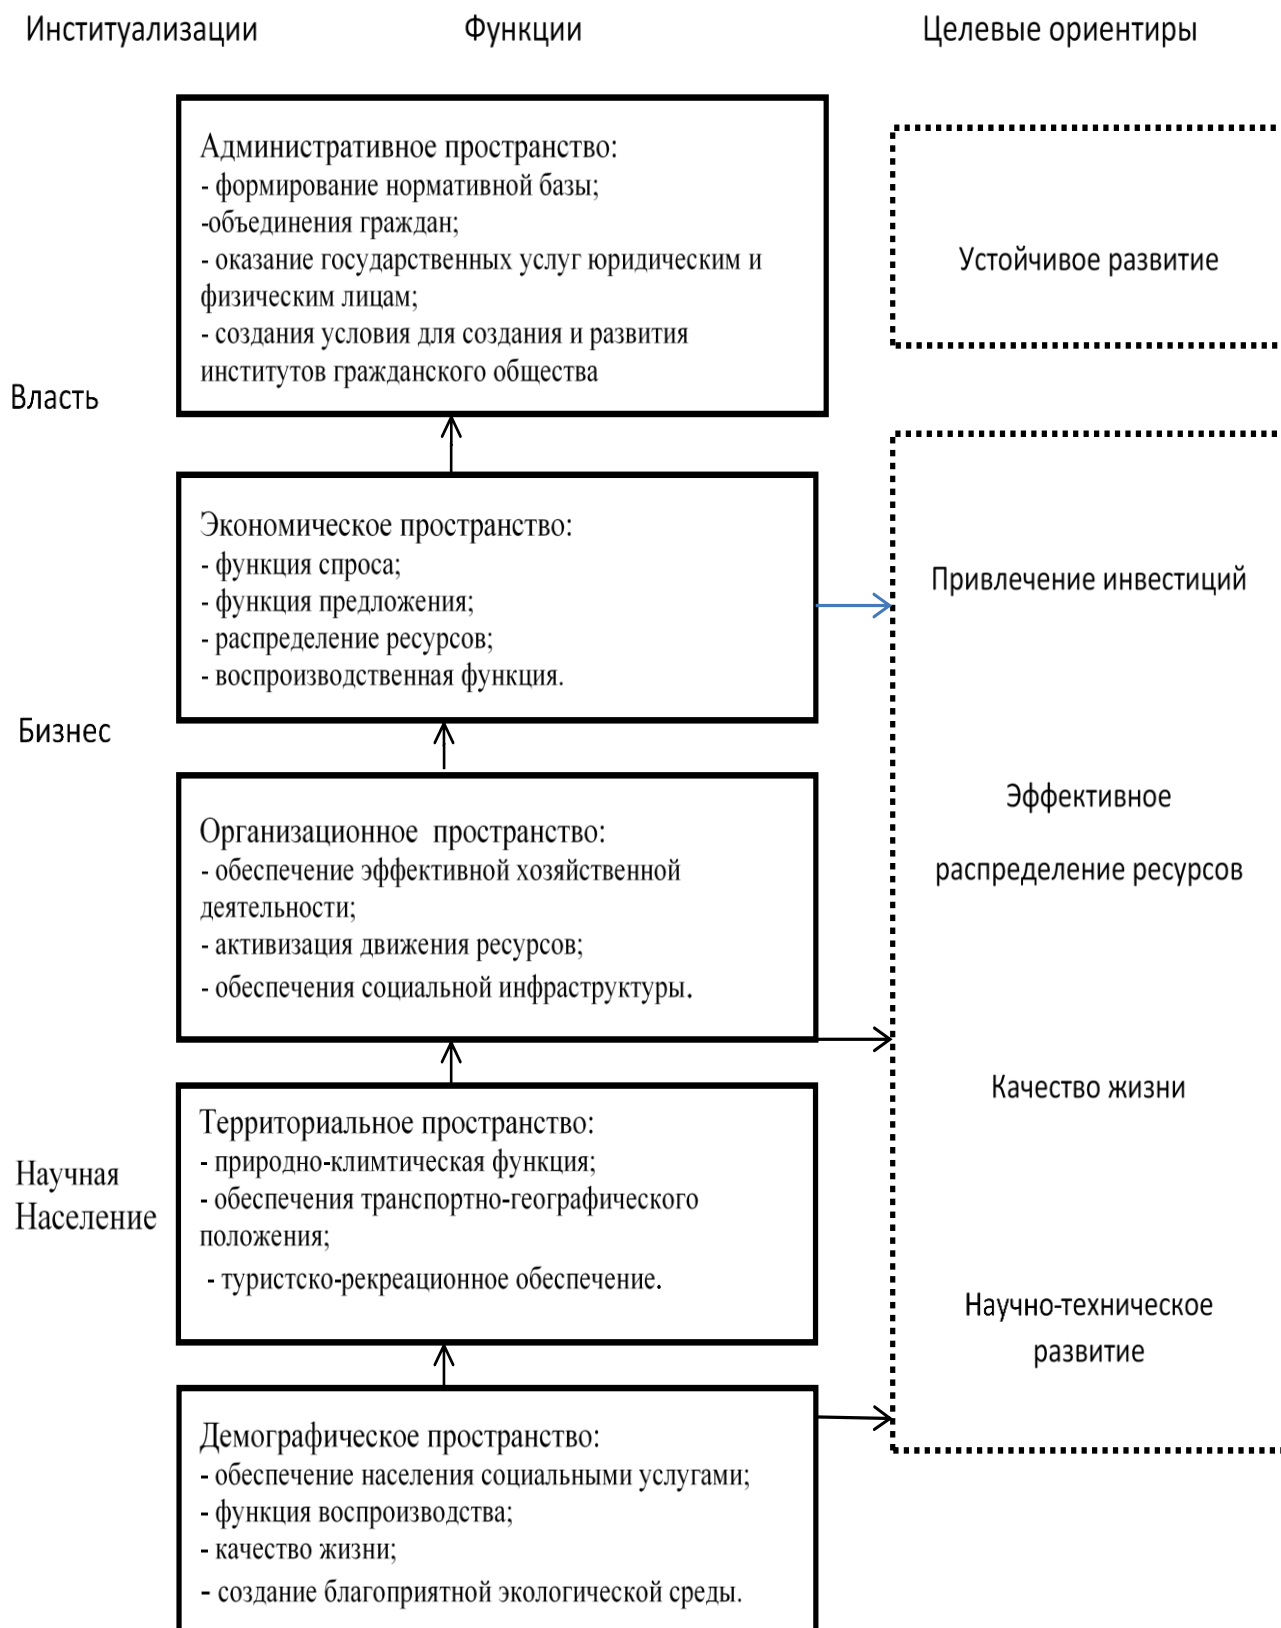 Институализации
Функции
Целевые ориентиры
Административное пространство:
- формирование нормативной базы;
-объединения граждан;
- оказание государственных услуг юридическим и
физическим лицам;
- создания условия для создания и развития
институтов гражданского общества
Устойчивое развитие
Власть
Экономическое пространство:
- функция спроса;
- функция предложения;
- распределение ресурсов;
- воспроизводственная функция.
Привлечение инвестиций
Бизнес
Организационное  пространство:
- обеспечение эффективной хозяйственной
деятельности;
- активизация движения ресурсов;
- обеспечения социальной инфраструктуры.
Эффективное
распределение ресурсов
Качество жизни
Научная
Население
Территориальное пространство:
- природно-климтическая функция;
- обеспечения транспортно-географического
положения;
- туристско-рекреационное обеспечение.
Научно-техническое
развитие
Демографическое пространство:
- обеспечение населения социальными услугами;
- функция воспроизводства;
- качество жизни;
- создание благоприятной экологической среды.